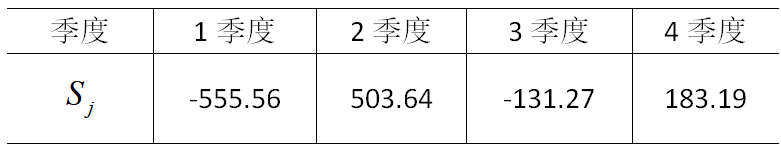 季度 1 季度 2 季度 3 季度 4 季度
Sj -555.56 503.64 -131.27 183.19